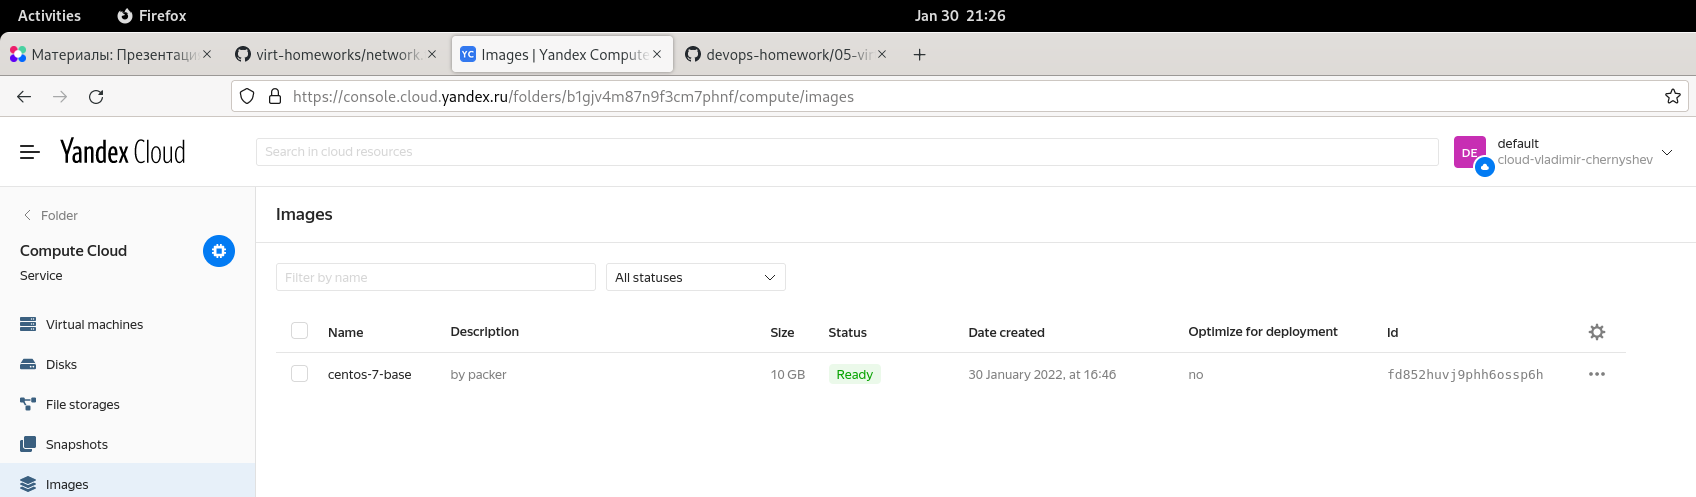 Activities Firefox Jan 30 21:26
Материалы: Презентаци virt-homeworks/network. YC Images | Yandex Compute devops-homework/05-vir
https://console.cloud.yandex.ru/folders/b1gjv4m87n9f3cm7phnf/compute/images
Yandex Cloud Search in cloud resources DE default
cloud-vladimir-chernyshev
Folder
Images
Compute Cloud
Service
Filter by name All statuses
Virtual machines
Disks
File storages
Snapshots
Images
Name Description Size Status Date created Optimize for deployment Id
centos-7-base by packer 10 GB Ready 30 January 2022, at 16:46 no fd852huvj9phh6ossp6h